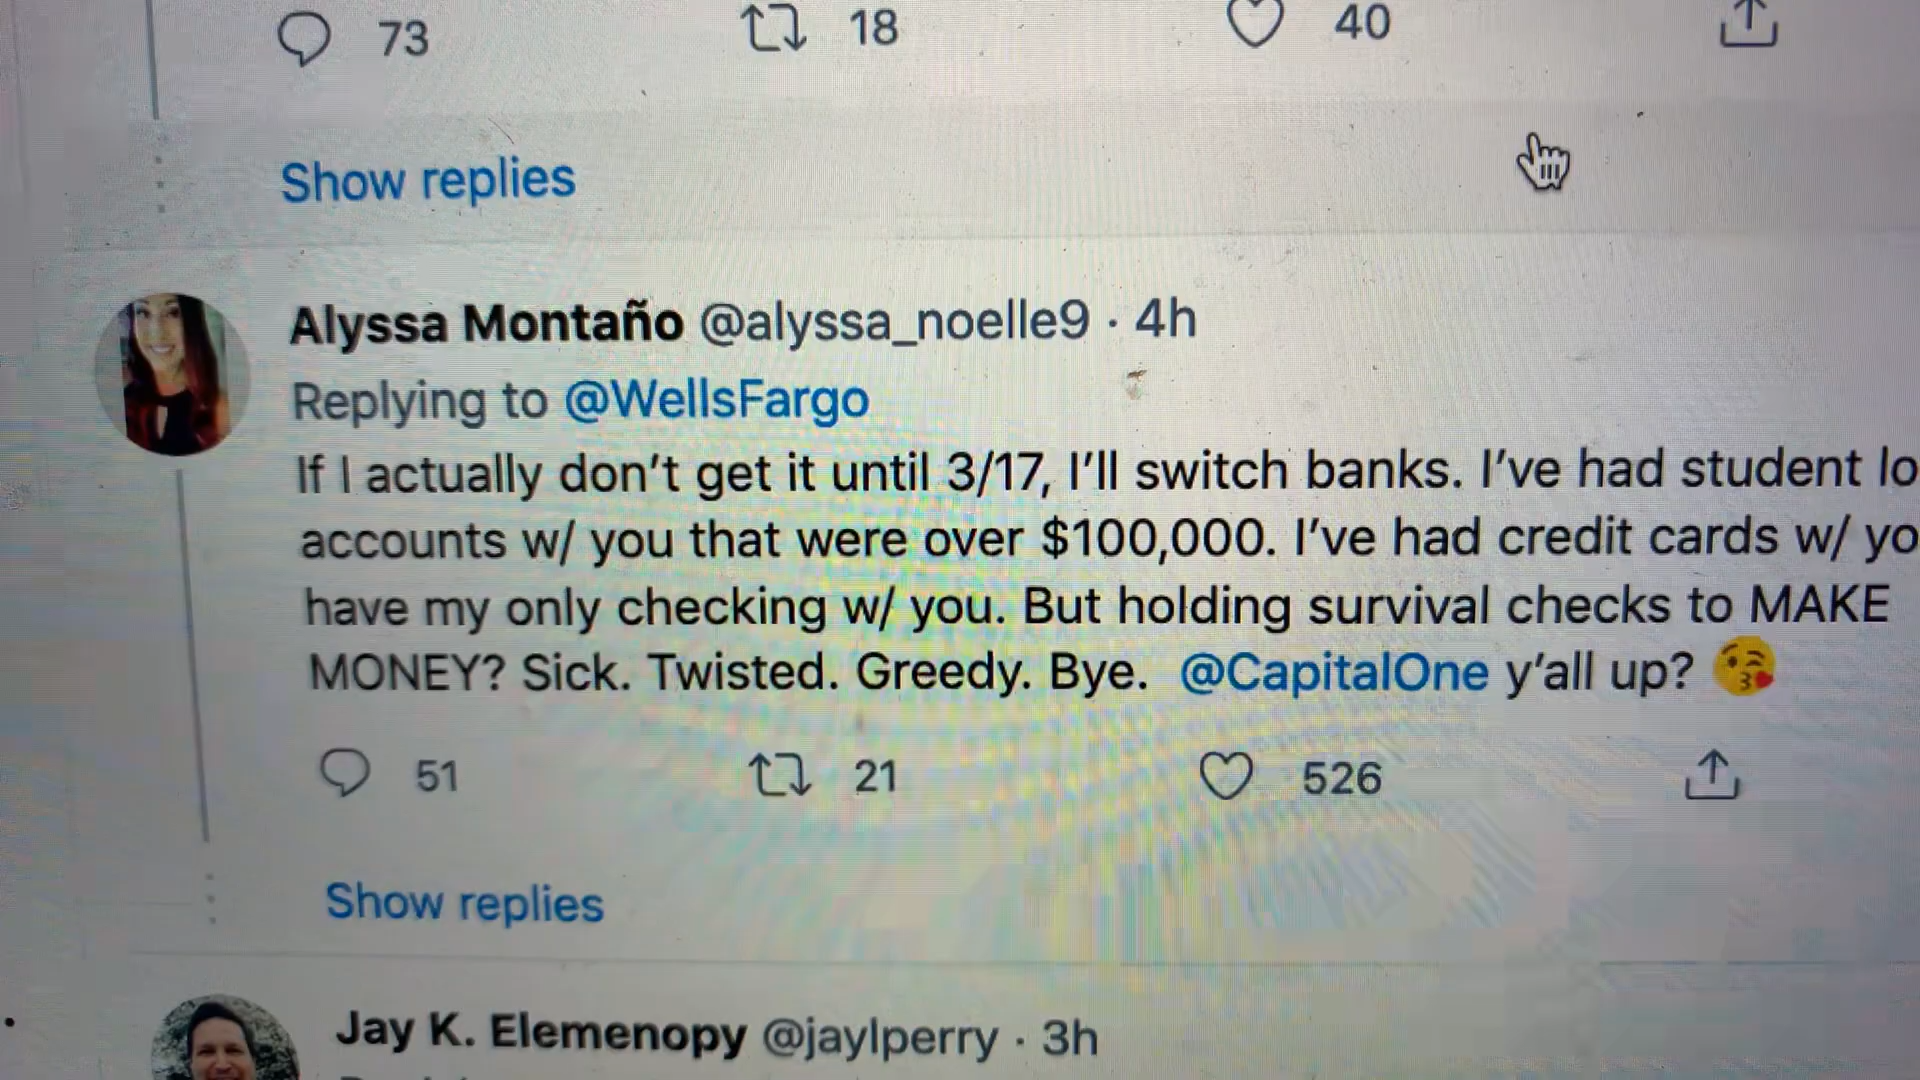 73 18 40
Show replies
Alyssa Montaño @alyssa_noelle9 · 4h
Replying to @WellsFargo
If I actually don't get it until 3/17, I'll switch banks. I've had student lo
accounts w/ you that were over $100,000. I've had credit cards w/ yo
have my only checking w/ you. But holding survival checks to MAKE
MONEY? Sick. Twisted. Greedy. Bye. @CapitalOne y'all up? 😘
51 21 526
Show replies
Jay K. Elemenopy @jaylperry · 3h